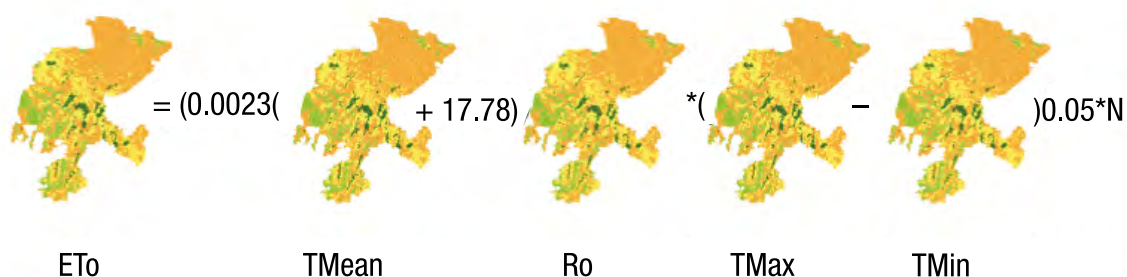 = (0.0023( + 17.78) *( – )0.05*N
ETo TMean Ro TMax TMin